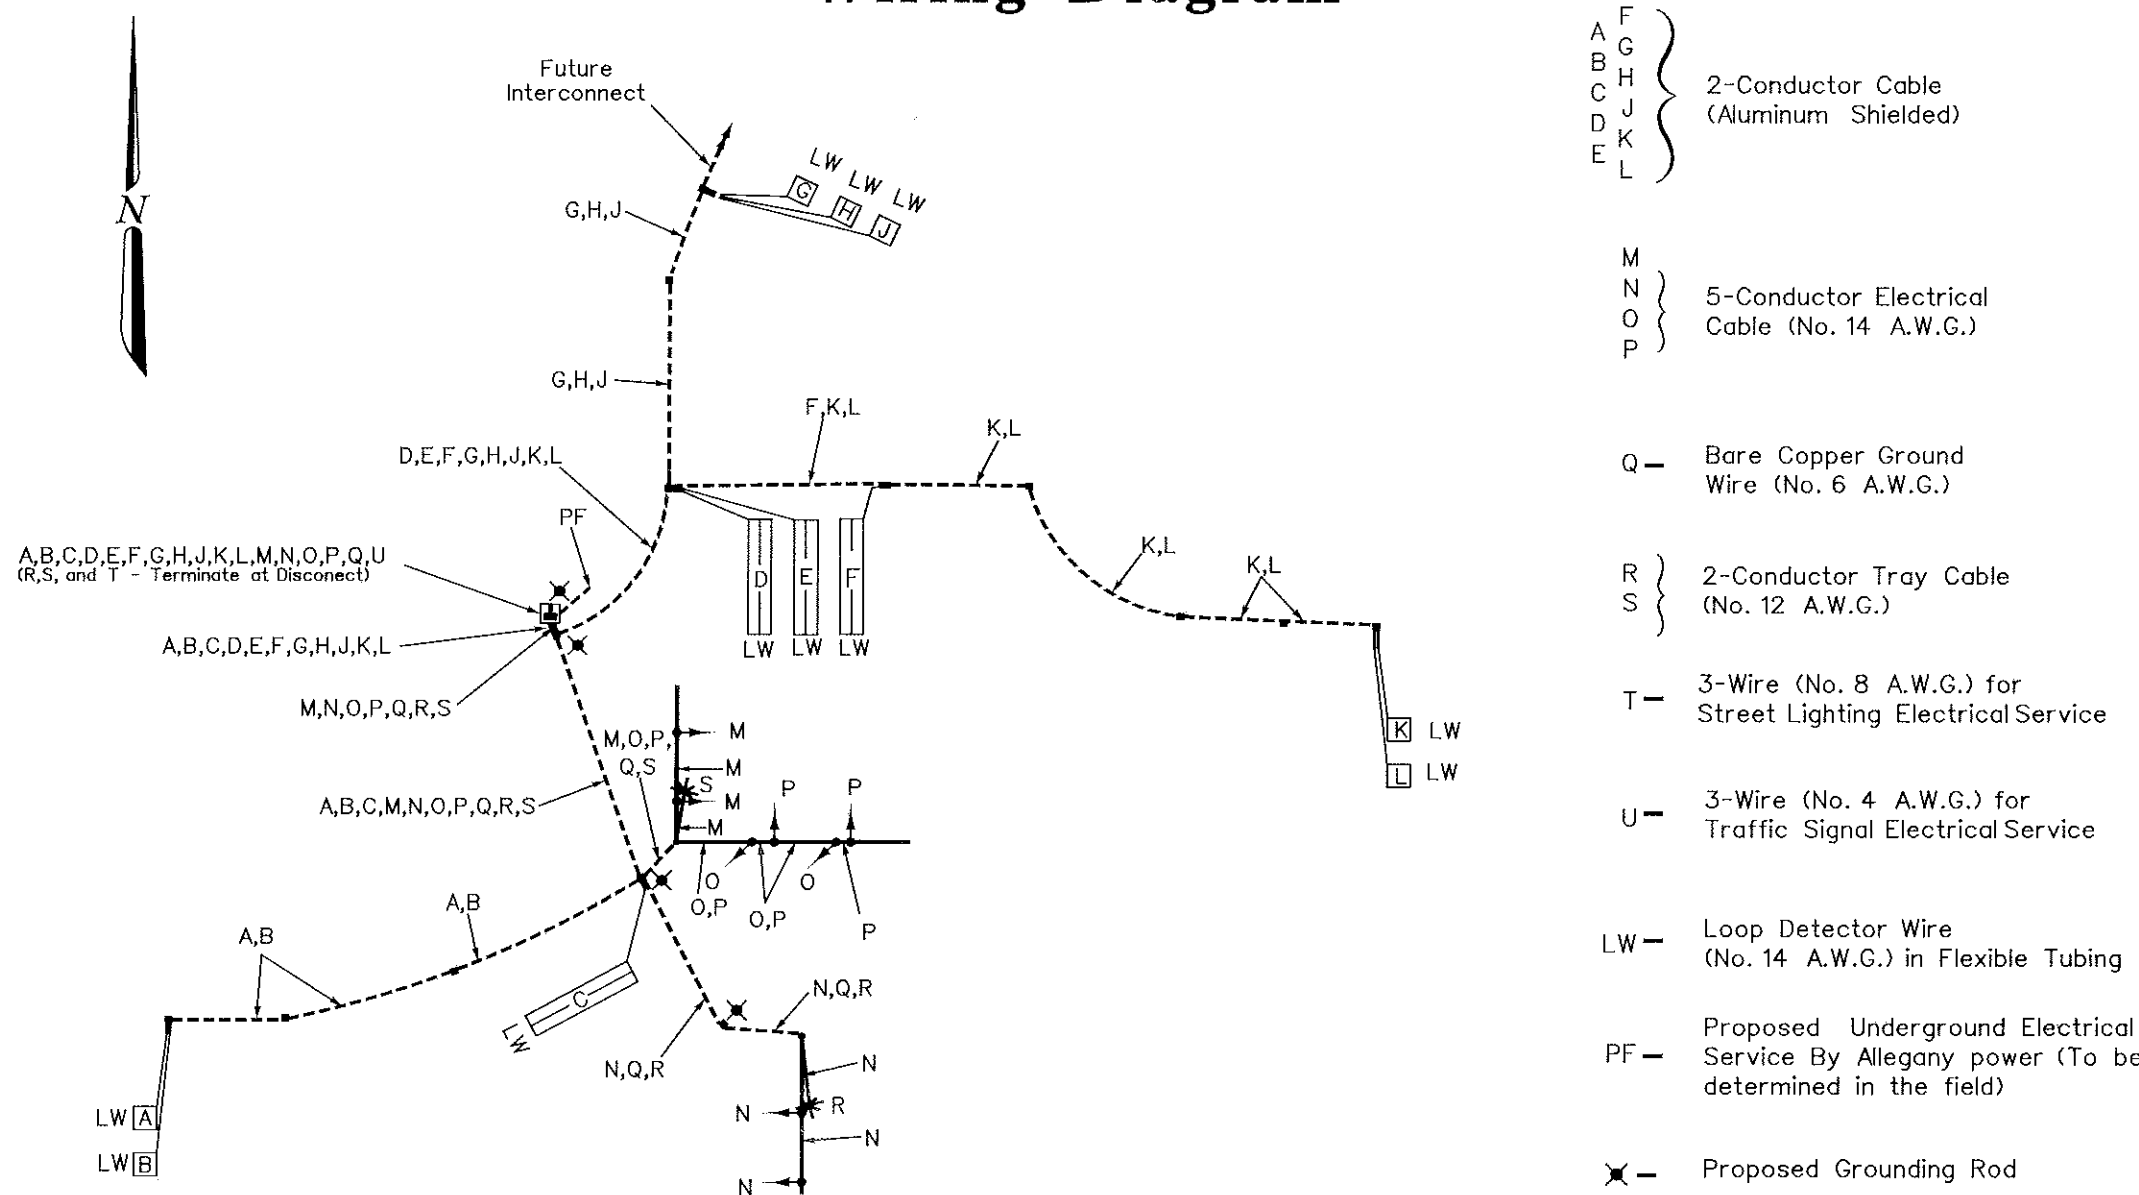 Wiring Diagram
N
Future
Interconnect
LW LW LW
G H J
G,H,J
G,H,J
F,K,L
K,L
D,E,F,G,H,J,K,L
PF
A,B,C,D,E,F,G,H,J,K,L,M,N,O,P,Q,U
(R,S, and T - Terminate at Disconect)
D E F
LW LW LW
K,L
K,L
A,B,C,D,E,F,G,H,J,K,L
M,N,O,P,Q,R,S
K LW
L LW
M,O,P,
Q,S
M
M
S
M
M
P
P
A,B,C,M,N,O,P,Q,R,S
O
O
O,P
O,P
P
A,B
A,B
C
LW
N,Q,R
N,Q,R
N
N
R
N
N
LW A
LW B
A
B
C
D
E
F
G
H
J
K
L
2-Conductor Cable
(Aluminum Shielded)
M
N
O
P
5-Conductor Electrical
Cable (No. 14 A.W.G.)
Q — Bare Copper Ground
Wire (No. 6 A.W.G.)
R
S
2-Conductor Tray Cable
(No. 12 A.W.G.)
T — 3-Wire (No. 8 A.W.G.) for
Street Lighting Electrical Service
U — 3-Wire (No. 4 A.W.G.) for
Traffic Signal Electrical Service
LW — Loop Detector Wire
(No. 14 A.W.G.) in Flexible Tubing
PF — Proposed Underground Electrical
Service By Allegany power (To be
determined in the field)
— Proposed Grounding Rod